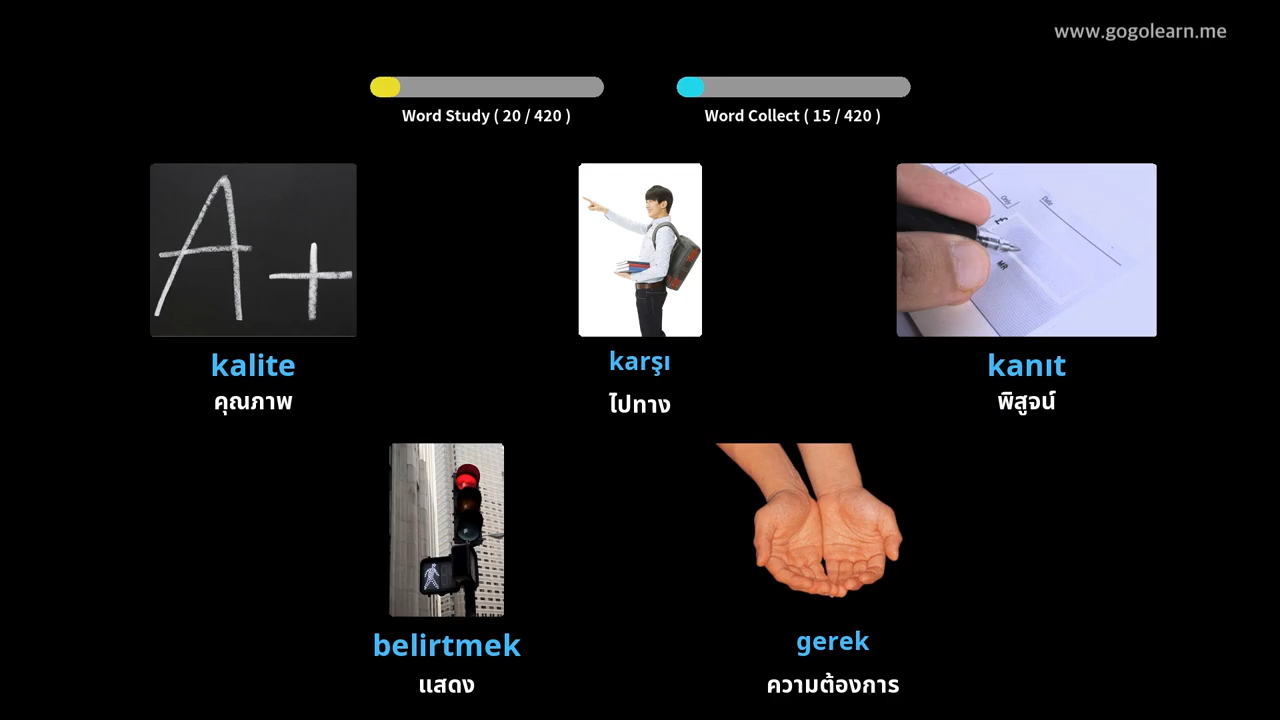 www.gogolearn.me
Word Study ( 20 / 420 )
Word Collect ( 15 / 420 )
A+
kalite
คุณภาพ
karşı
ไปทาง
kanıt
พิสูจน์
belirtmek
แสดง
gerek
ความต้องการ